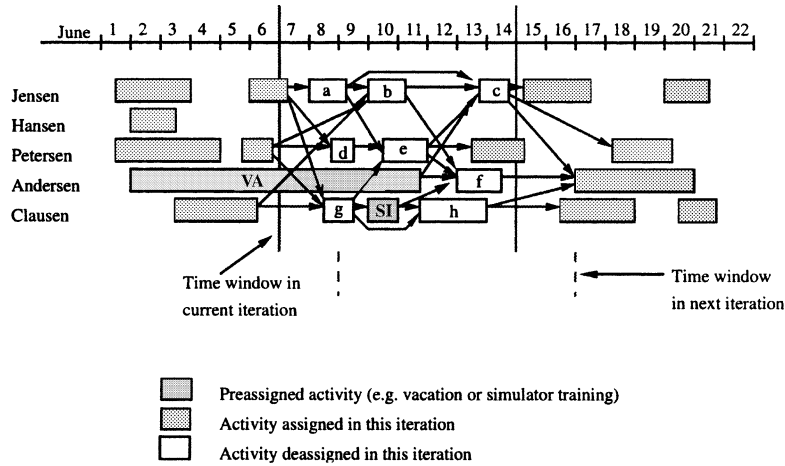 June 1 2 3 4 5 6 7 8 9 10 11 12 13 14 15 16 17 18 19 20 21 22
Jensen a b c
Hansen
Petersen d e
Andersen VA f
Clausen g SI h
Time window in
current iteration
Time window
in next iteration
Preassigned activity (e.g. vacation or simulator training)
Activity assigned in this iteration
Activity deassigned in this iteration